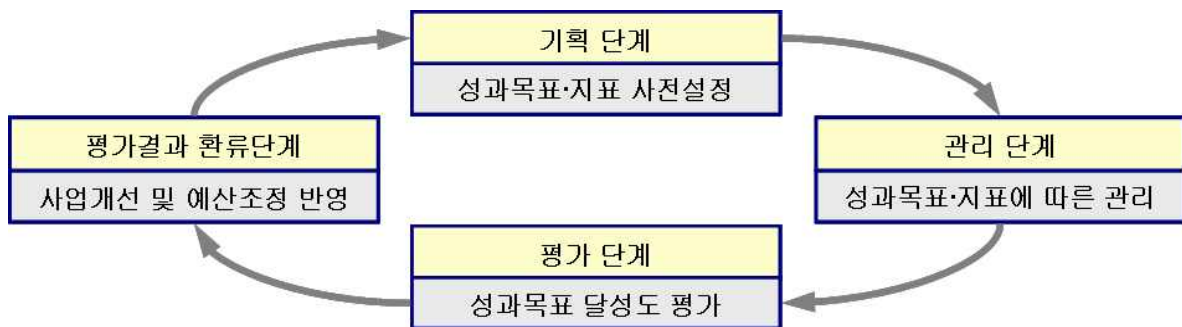 기획 단계
성과목표·지표 사전설정
평가결과 환류단계
사업개선 및 예산조정 반영
관리 단계
성과목표·지표에 따른 관리
평가 단계
성과목표 달성도 평가